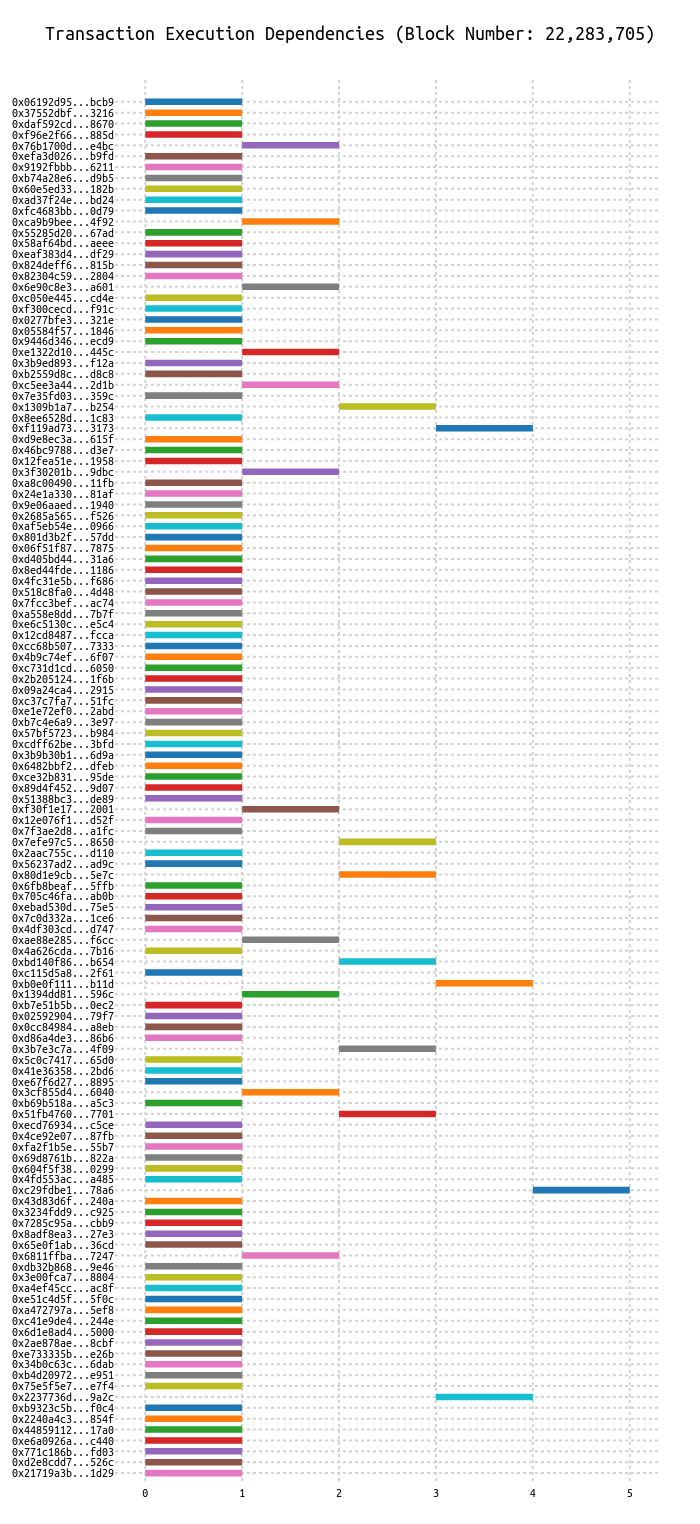 Transaction Execution Dependencies (Block Number: 22,283,705)
0x06192d95...bcb9
0x37552dbf...3216
0xdaf592cd...8670
0xf96e2f66...885d
0x76b1700d...e4bc
0xefa3d026...b9fd
0x9192fbbb...6211
0xb74a28e6...d9b5
0x60e5ed33...182b
0xad37f24e...bd24
0xfc4683bb...0d79
0xca9b9bee...4f92
0x55285d20...67ad
0x58af64bd...aeee
0xeaf383d4...df29
0x824deff6...815b
0x82304c59...2804
0x6e90c8e3...a601
0xc050e445...cd4e
0xf300cecd...f91c
0x0277bfe3...321e
0x05584f57...1846
0x9446d346...ecd9
0xe1322d10...445c
0x3b9ed893...f12a
0xb2559d8c...d8c8
0xc5ee3a44...2d1b
0x7e35fd03...359c
0x1309b1a7...b254
0x8ee6528d...1c83
0xf119ad73...3173
0xd9e8ec3a...615f
0x46bc9788...d3e7
0x12fea51e...1958
0x3f30201b...9dbc
0xa8c00490...11fb
0x24e1a330...81af
0x9e06aaed...1940
0x2685a565...f526
0xaf5eb54e...0966
0x801d3b2f...57dd
0x06f51f87...7875
0xd405bd44...31a6
0x8ed44fde...1186
0x4fc31e5b...f686
0x518c8fa0...4d48
0x7fcc3bef...ac74
0xa558e8dd...7b7f
0xe6c5130c...e5c4
0x12cd8487...fcca
0xcc68b507...7333
0x4b9c74ef...6f07
0xc731d1cd...6050
0x2b205124...1f6b
0x09a24ca4...2915
0xc37c7fa7...51fc
0xe1e72ef0...2abd
0xb7c4e6a9...3e97
0x57bf5723...b984
0xcdff62be...3bfd
0x3b9b30b1...6d9a
0x6482bbf2...dfeb
0xce32b831...95de
0x89d4f452...9d07
0x51388bc3...de89
0xf30f1e17...2001
0x12e076f1...d52f
0x7f3ae2d8...a1fc
0x7efe97c5...8650
0x2aac755c...d110
0x56237ad2...ad9c
0x80d1e9cb...5e7c
0x6fb8beaf...5ffb
0x705c46fa...ab0b
0xebad530d...75e5
0x7c0d332a...1ce6
0x4df303cd...d747
0xae88e285...f6cc
0x4a626cda...7b16
0xbd140f86...b654
0xc115d5a8...2f61
0xb0e0f111...b11d
0x1394dd81...596c
0xb7e51b5b...0ec2
0x02592904...79f7
0x0cc84984...a8eb
0xd86a4de3...86b6
0x3b7e3c7a...4f09
0x5c0c7417...65d0
0x41e36358...2bd6
0xe67f6d27...8895
0x3cf855d4...6040
0xb69b518a...a5c3
0x51fb4760...7701
0xecd76934...c5ce
0x4ce92e07...87fb
0xfa2f1b5e...55b7
0x69d8761b...822a
0x604f5f38...0299
0x4fd553ac...a485
0xc29fdbe1...78a6
0x43d83d6f...240a
0x3234fdd9...c925
0x7285c95a...cbb9
0x8adf8ea3...27e3
0x65e0f1ab...36cd
0x6811ffba...7247
0xdb32b868...9e46
0x3e00fca7...8804
0xa4ef45cc...ac8f
0xe51c4d5f...5f0c
0xa472797a...5ef8
0xc41e9de4...244e
0x6d1e8ad4...5000
0x2ae878ae...8cbf
0xe733335b...e26b
0x34b0c63c...6dab
0xb4d20972...e951
0x75e5f5e7...e7f4
0x2237736d...9a2c
0xb9323c5b...f0c4
0x2240a4c3...854f
0x44859112...17a0
0xe6a0926a...c440
0x771c186b...fd03
0xd2e8cdd7...526c
0x21719a3b...1d29
0 1 2 3 4 5